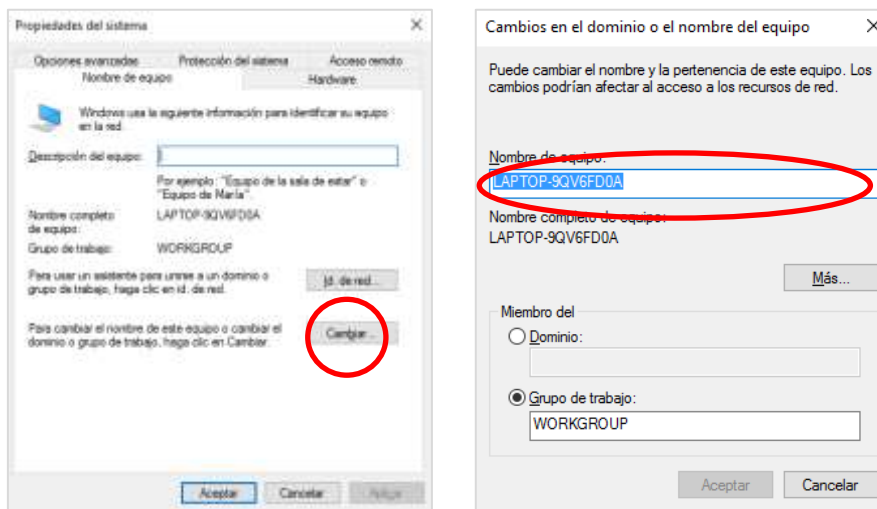 Propiedades del sistema
Opciones avanzadas Protección del sistema Acceso remoto
Nombre de equipo Hardware
Windows usa la siguiente información para identificar su equipo
en la red.
Descripción del equipo:
Por ejemplo: "Equipo de la sala de estar" o
"Equipo de María".
Nombre completo
de equipo:
LAPTOP-9QV6FD0A
Grupo de trabajo: WORKGROUP
Para usar un asistente para unirse a un dominio o
grupo de trabajo, haga clic en Id. de red.
Id. de red...
Para cambiar el nombre de este equipo o cambiar el
dominio o grupo de trabajo, haga clic en Cambiar.
Cambiar...
Aceptar Cancelar Aplicar
Cambios en el dominio o el nombre del equipo
Puede cambiar el nombre y la pertenencia de este equipo. Los
cambios podrían afectar al acceso a los recursos de red.
Nombre de equipo:
LAPTOP-9QV6FD0A
Nombre completo de equipo:
LAPTOP-9QV6FD0A
Más...
Miembro del
Dominio:
Grupo de trabajo:
WORKGROUP
Aceptar Cancelar